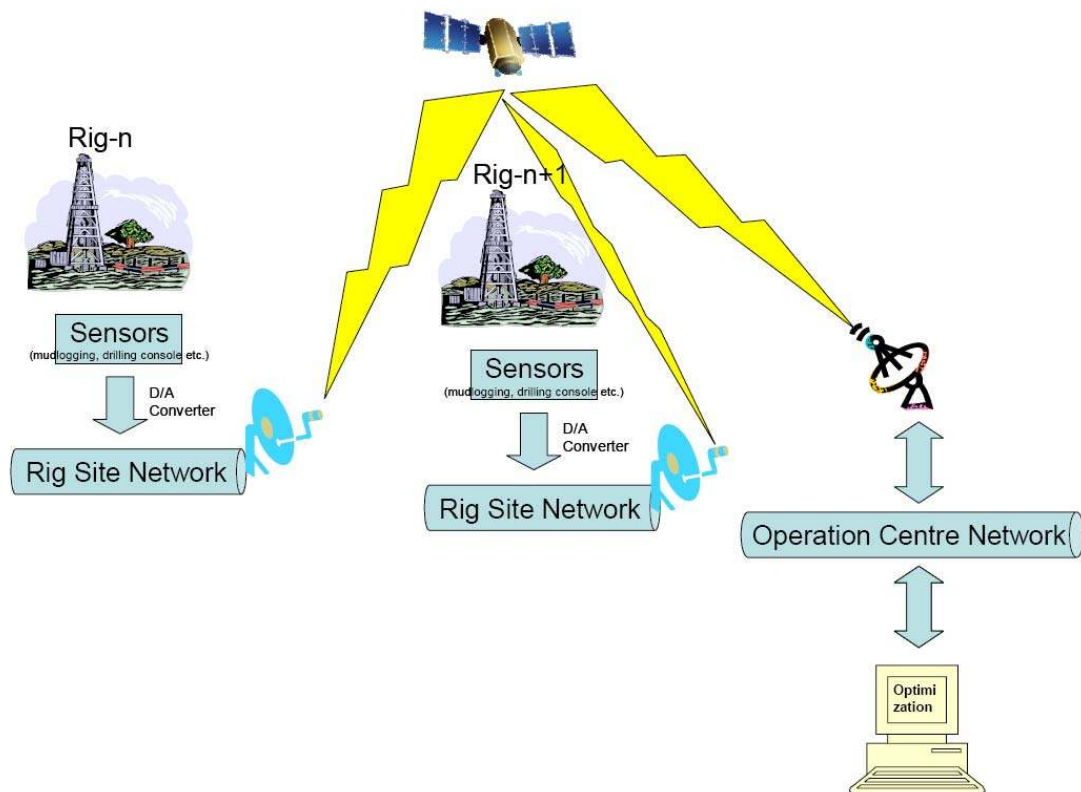 Rig-n
Sensors
(mudlogging, drilling console etc.)
D/A
Converter
Rig Site Network
Rig-n+1
Sensors
(mudlogging, drilling console etc.)
D/A
Converter
Rig Site Network
Operation Centre Network
Optimi
zation